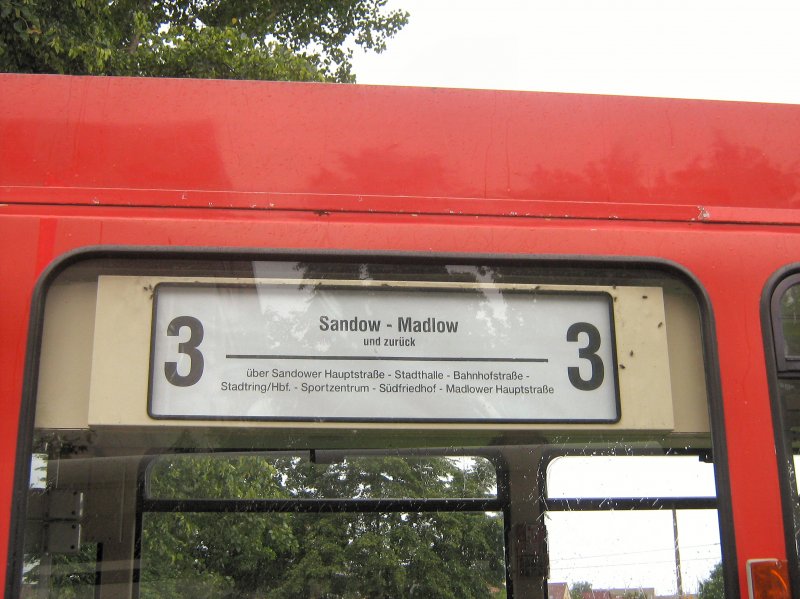 3
Sandow - Madlow
und zurück
3
über Sandower Hauptstraße - Stadthalle - Bahnhofstraße -
Stadtring/Hbf. - Sportzentrum - Südfriedhof - Madlower Hauptstraße